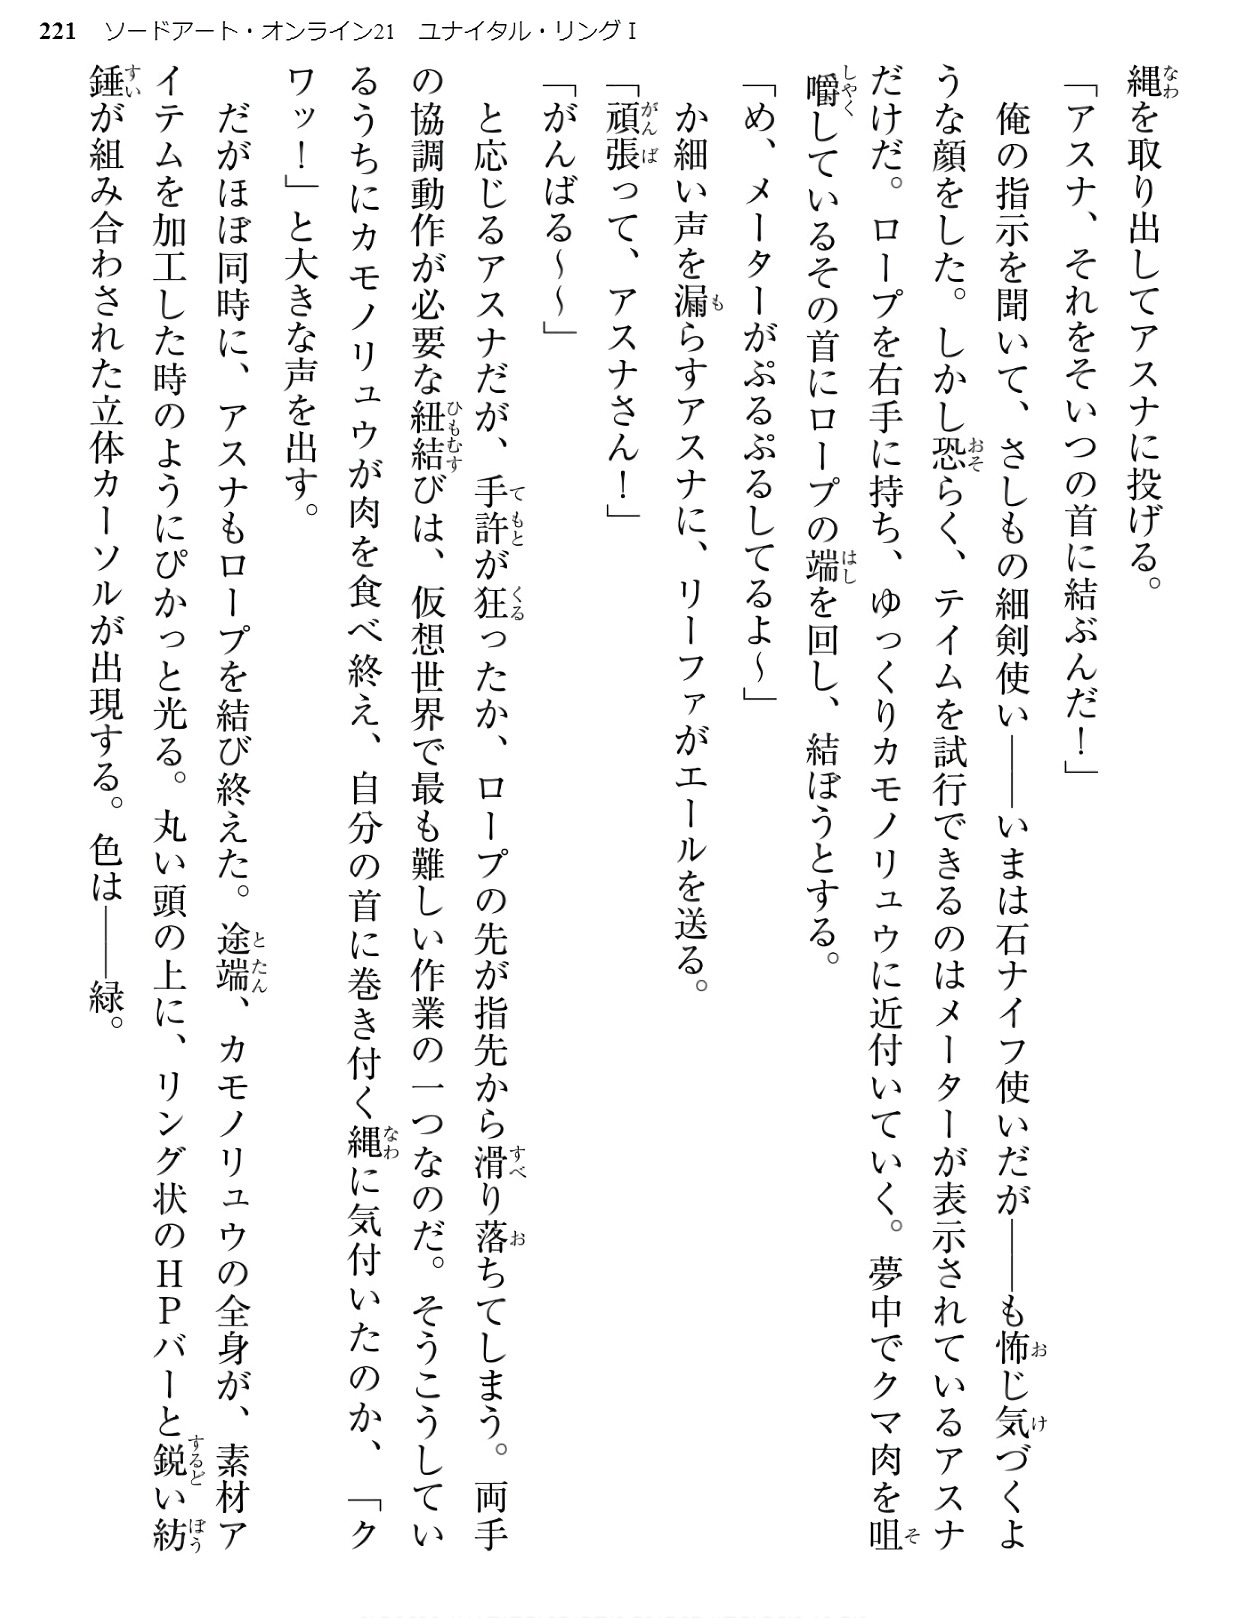 221 ソードアート・オンライン21 ユナイタル・リングⅠ
縄を取り出してアスナに投げる。
「アスナ、それをそいつの首に結ぶんだ！」
　俺の指示を聞いて、さしもの細剣使い――いまは石ナイフ使いだが――も怖じ気づくよ
うな顔をした。しかし恐らく、テイムを試行できるのはメーターが表示されているアスナ
だけだ。ロープを右手に持ち、ゆっくりカモノリュウに近付いていく。夢中でクマ肉を咀
嚼しているその首にロープの端を回し、結ぼうとする。
「め、メーターがぷるぷるしてるよ～」
　か細い声を漏らすアスナに、リーファがエールを送る。
「頑張って、アスナさん！」
「がんばる～～」
　と応じるアスナだが、手許が狂ったか、ロープの先が指先から滑り落ちてしまう。両手
の協調動作が必要な紐結びは、仮想世界で最も難しい作業の一つなのだ。そうこうしてい
るうちにカモノリュウが肉を食べ終え、自分の首に巻き付く縄に気付いたのか、「ク
ワッ！」と大きな声を出す。
　だがほぼ同時に、アスナもロープを結び終えた。途端、カモノリュウの全身が、素材ア
イテムを加工した時のようにぴかっと光る。丸い頭の上に、リング状のＨＰバーと鋭い紡
錘が組み合わされた立体カーソルが出現する。色は――緑。